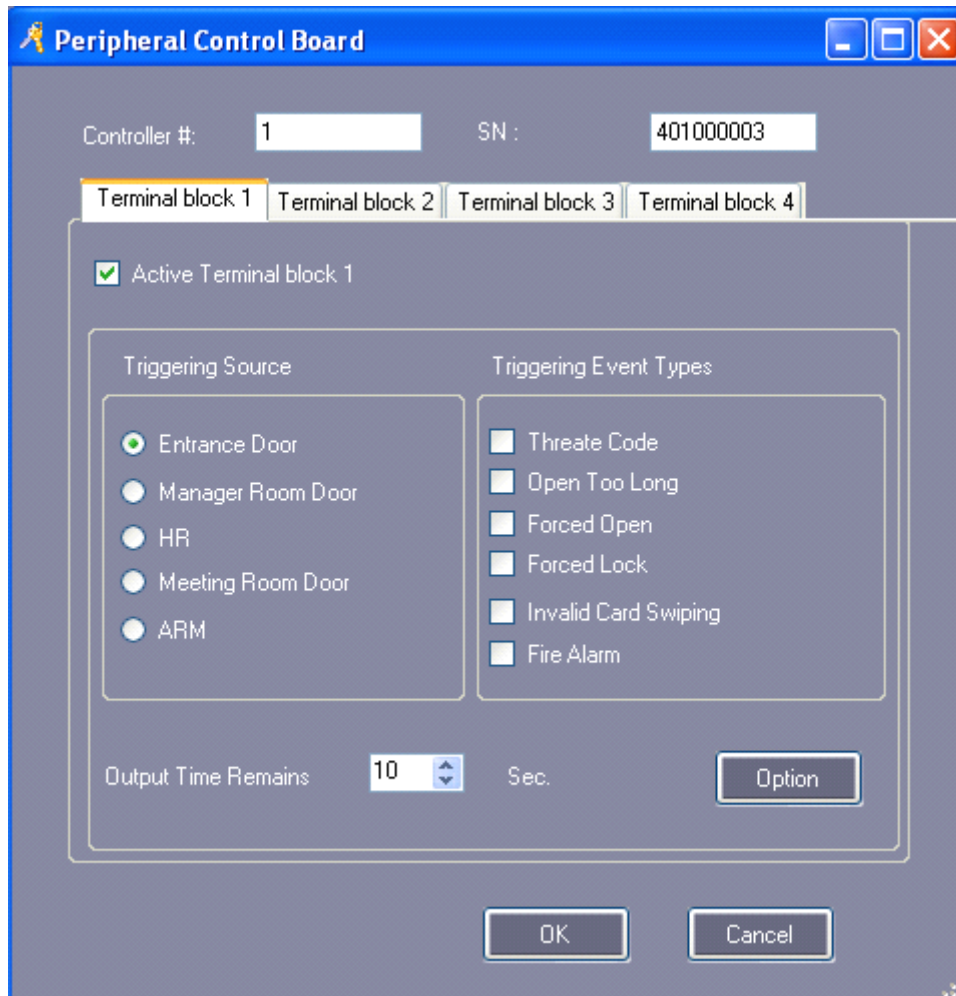 Peripheral Control Board
Controller #: 1 SN : 401000003
Terminal block 1 Terminal block 2 Terminal block 3 Terminal block 4
Active Terminal block 1
Triggering Source
Entrance Door
Manager Room Door
HR
Meeting Room Door
ARM
Triggering Event Types
Threate Code
Open Too Long
Forced Open
Forced Lock
Invalid Card Swiping
Fire Alarm
Output Time Remains 10 Sec. Option
OK Cancel